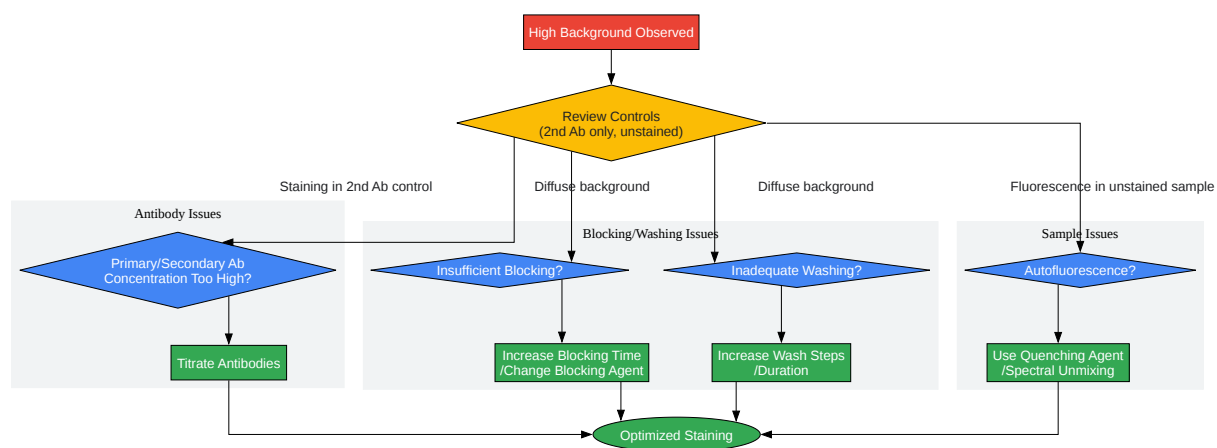 High Background Observed
Review Controls
(2nd Ab only, unstained)
Staining in 2nd Ab control
Diffuse background
Diffuse background
Fluorescence in unstained sample
Antibody Issues
Blocking/Washing Issues
Sample Issues
Primary/Secondary Ab
Concentration Too High?
Insufficient Blocking?
Inadequate Washing?
Autofluorescence?
Titrate Antibodies
Increase Blocking Time
/Change Blocking Agent
Increase Wash Steps
/Duration
Use Quenching Agent
/Spectral Unmixing
Optimized Staining